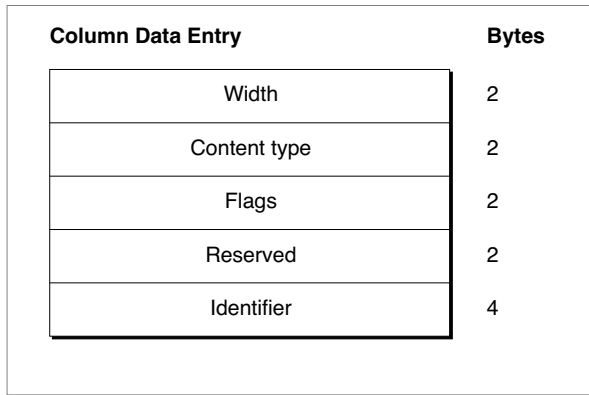 Column Data Entry Bytes
Width 2
Content type 2
Flags 2
Reserved 2
Identifier 4